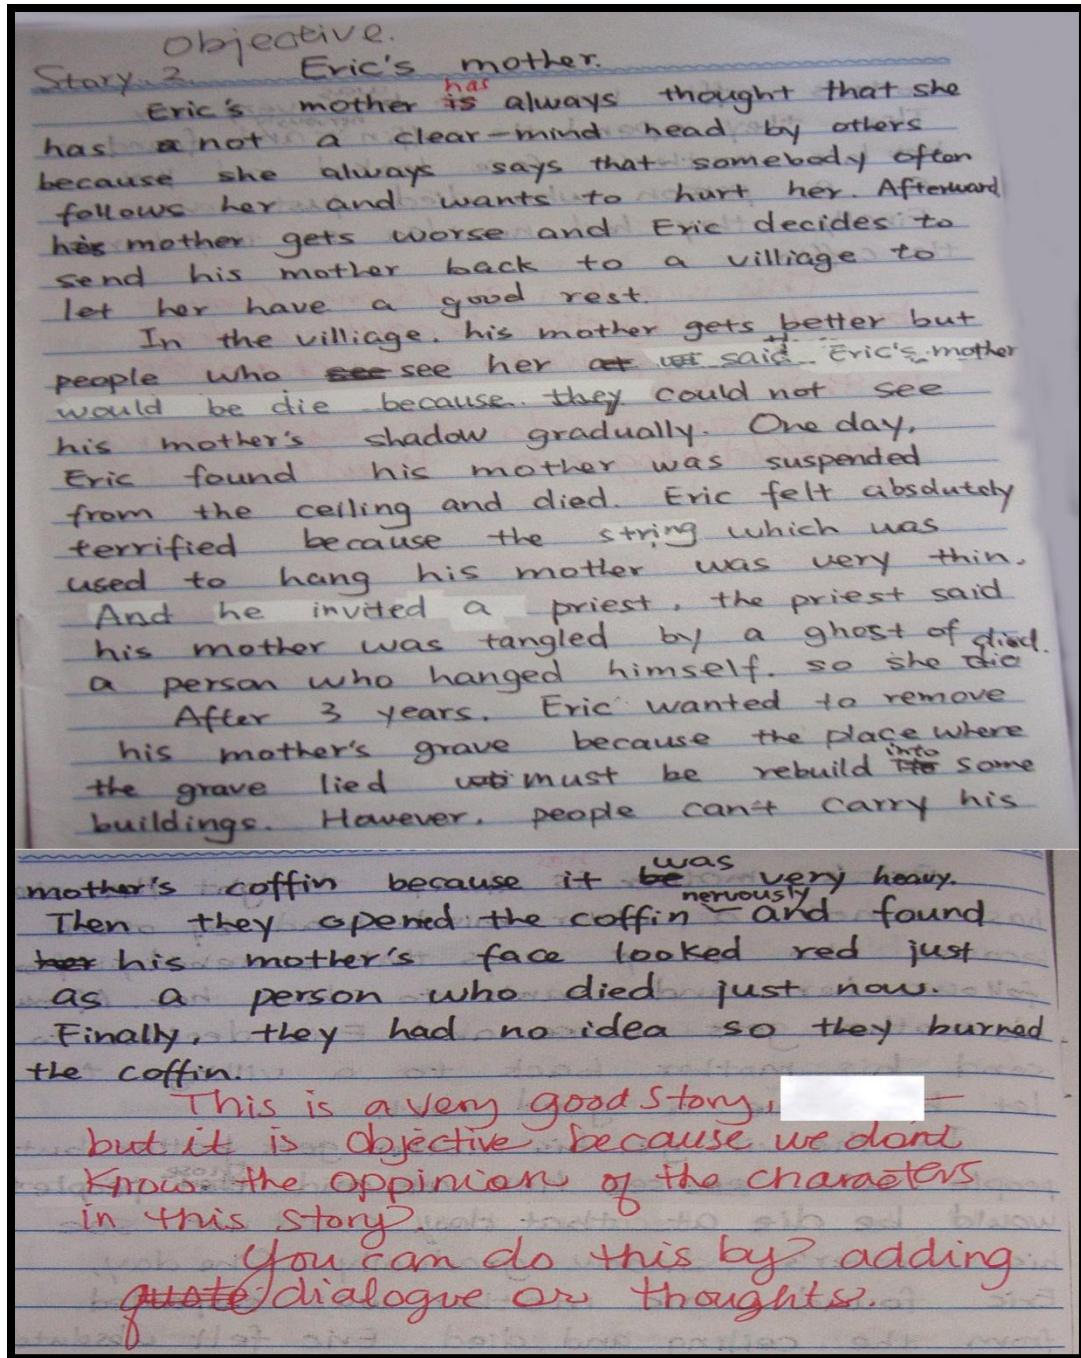 Objective.
Story 2. Eric's mother.
has
Eric's mother is always thought that she
has not a clear-mind head by others
because she always says that somebody often
follows her and wants to hurt her. Afterward
his mother gets worse and Eric decides to
send his mother back to a villiage to
let her have a good rest.
In the villiage, his mother gets better but
people who see see her at said Eric's mother
would be die because they could not see
his mother's shadow gradually. One day,
Eric found his mother was suspended
from the ceiling and died. Eric felt absolutely
terrified because the string which was
used to hang his mother was very thin.
And he invited a priest, the priest said
his mother was tangled by a ghost of died.
a person who hanged himself. so she die
After 3 years, Eric wanted to remove
his mother's grave because the place where
into
the grave lied must be rebuild some
buildings. However, people can't carry his
was
mother's coffin because it be very heavy.
nervously
Then they opened the coffin and found
her his mother's face looked red just
as a person who died just now.
Finally, they had no idea so they burned
the coffin.
This is a very good story,
but it is objective because we dont
know the oppinion of the characters
in this story.
You can do this by adding
quote dialogue or thoughts.